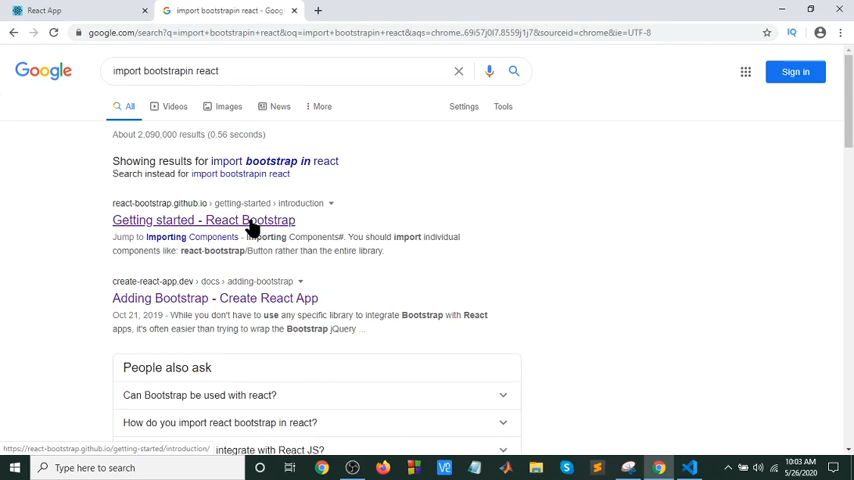 React App
import bootstrapin react - Goog
google.com/search?q=import+bootstrapin+react&oq=import+bootstrapin+react&aqs=chrome..69i57j0l7.8559j1j7&sourceid=chrome&ie=UTF-8
IQ
Google
import bootstrapin react
Sign in
All
Videos
Images
News
More
Settings
Tools
About 2,090,000 results (0.56 seconds)
Showing results for import bootstrap in react
Search instead for import bootstrapin react
react-bootstrap.github.io › getting-started › introduction
Getting started - React Bootstrap
Jump to Importing Components - Importing Components#. You should import individual
components like: react-bootstrap/Button rather than the entire library.
create-react-app.dev › docs › adding-bootstrap
Adding Bootstrap - Create React App
Oct 21, 2019 - While you don't have to use any specific library to integrate Bootstrap with React
apps, it's often easier than trying to wrap the Bootstrap jQuery ...
People also ask
Can Bootstrap be used with react?
How do you import react bootstrap in react?
https://react-bootstrap.github.io/getting-started/introduction/
integrate with React JS?
Type here to search
10:03 AM
5/26/2020